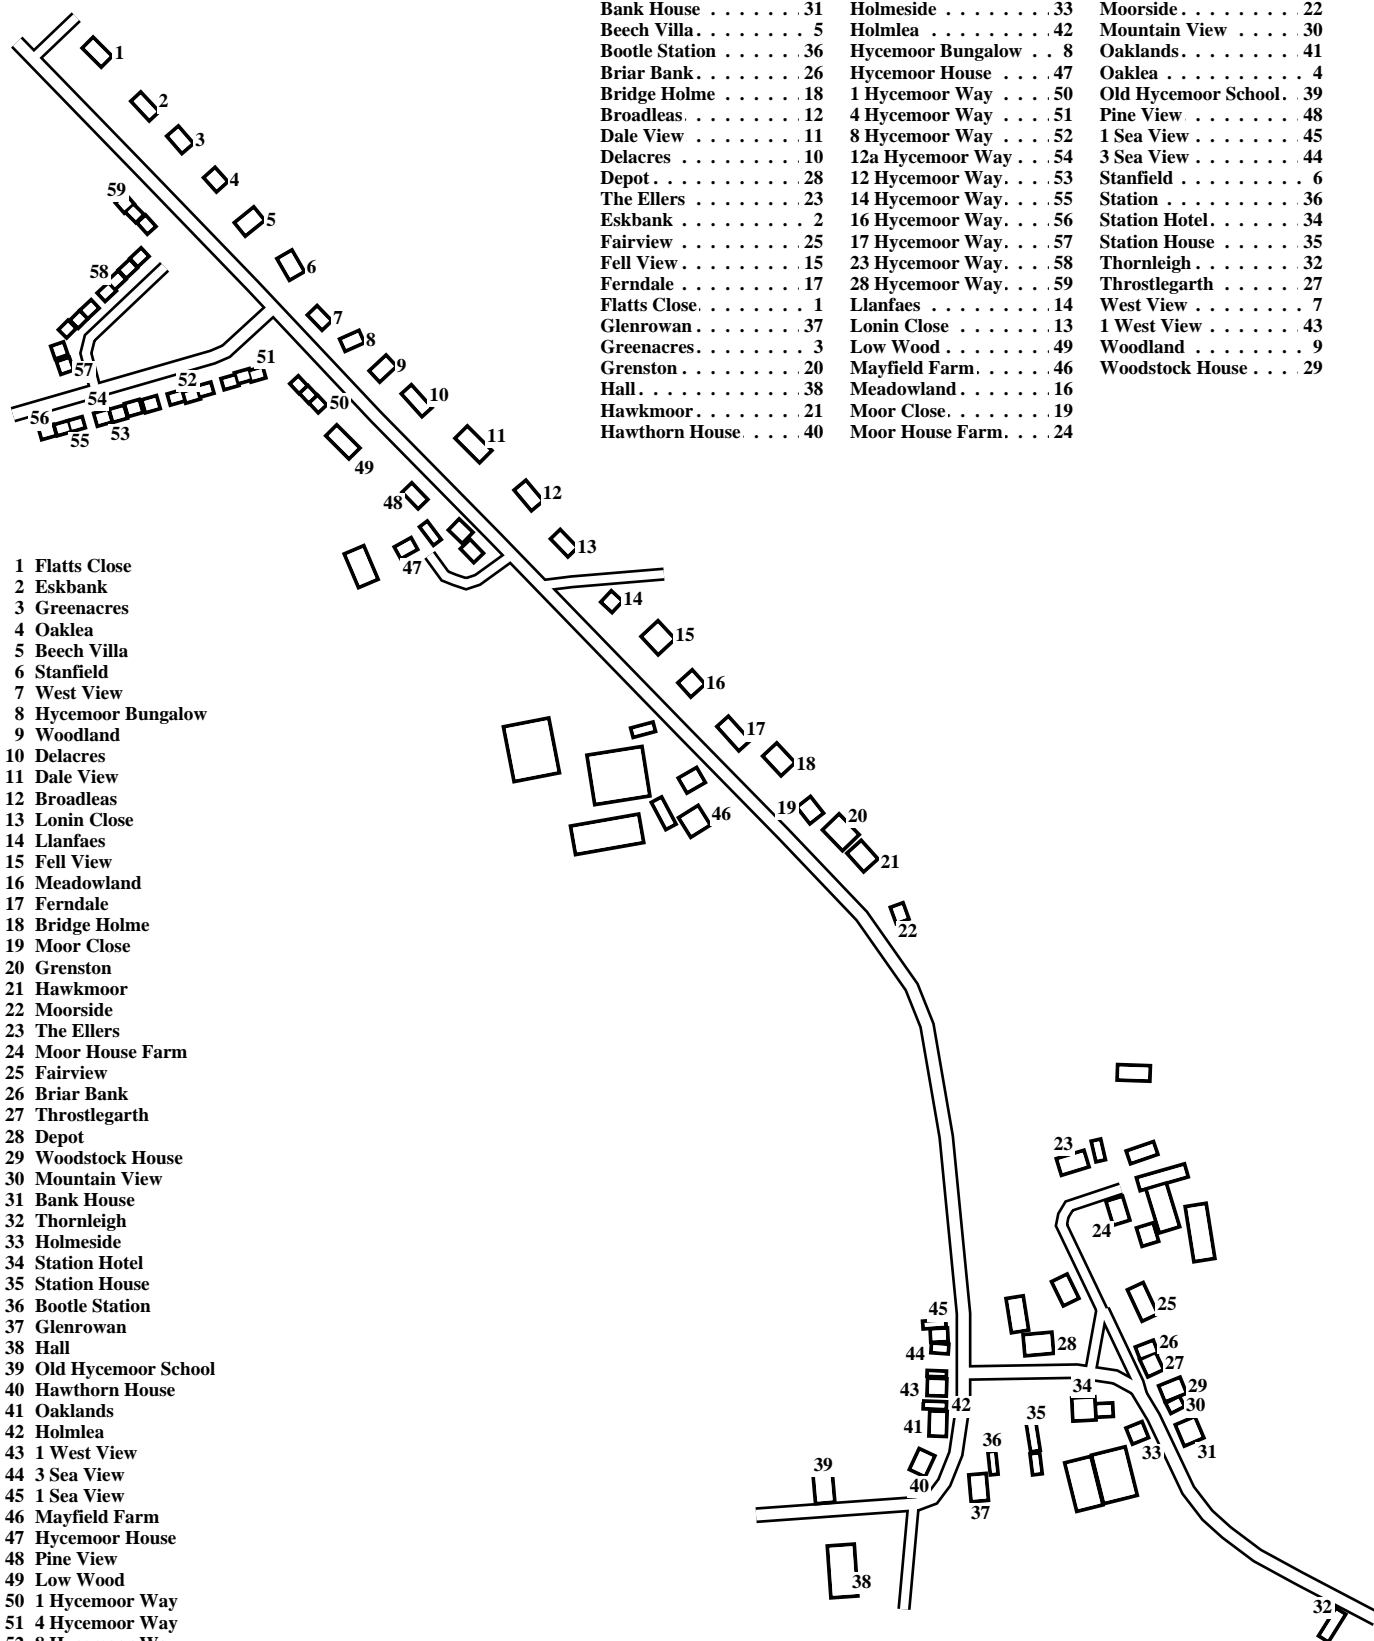 Bank House . . . . . . . . 31
Beech Villa . . . . . . . . . 5
Bootle Station . . . . . . . 36
Briar Bank . . . . . . . . . 26
Bridge Holme . . . . . . . 18
Broadleas . . . . . . . . . . 12
Dale View . . . . . . . . . 11
Delacres . . . . . . . . . . 10
Depot . . . . . . . . . . . . 28
The Ellers . . . . . . . . . 23
Eskbank . . . . . . . . . . . 2
Fairview . . . . . . . . . . 25
Fell View . . . . . . . . . . 15
Ferndale . . . . . . . . . . 17
Flatts Close . . . . . . . . . 1
Glenrowan . . . . . . . . . 37
Greenacres . . . . . . . . . 3
Grenston . . . . . . . . . . 20
Hall . . . . . . . . . . . . . 38
Hawkmoor . . . . . . . . . 21
Hawthorn House . . . . . 40
Holmeside . . . . . . . . . 33
Holmlea . . . . . . . . . . 42
Hycemoor Bungalow . . 8
Hycemoor House . . . . 47
1 Hycemoor Way . . . . 50
4 Hycemoor Way . . . . 51
8 Hycemoor Way . . . . 52
12a Hycemoor Way . . . 54
12 Hycemoor Way . . . . 53
14 Hycemoor Way . . . . 55
16 Hycemoor Way . . . . 56
17 Hycemoor Way . . . . 57
23 Hycemoor Way . . . . 58
28 Hycemoor Way . . . . 59
Llanfaes . . . . . . . . . . 14
Lonin Close . . . . . . . . 13
Low Wood . . . . . . . . . 49
Mayfield Farm . . . . . . 46
Meadowland . . . . . . . . 16
Moor Close . . . . . . . . . 19
Moor House Farm . . . . 24
Moorside . . . . . . . . . . 22
Mountain View . . . . . 30
Oaklands . . . . . . . . . . 41
Oaklea . . . . . . . . . . . 4
Old Hycemoor School . 39
Pine View . . . . . . . . . 48
1 Sea View . . . . . . . . 45
3 Sea View . . . . . . . . 44
Stanfield . . . . . . . . . . 6
Station . . . . . . . . . . . 36
Station Hotel . . . . . . . 34
Station House . . . . . . 35
Thornleigh . . . . . . . . . 32
Throstlegarth . . . . . . 27
West View . . . . . . . . . 7
1 West View . . . . . . . 43
Woodland . . . . . . . . . 9
Woodstock House . . . . 29
1
2
3
4
59
5
6
58
7
8
51
57
9
52
10
54
50
56
53
55
11
49
12
48
13
47
14
15
16
17
18
19
20
46
21
22
23
24
25
45
26
28
44
27
34
29
43
42
30
35
41
36
33
31
39
40
37
38
32
1 Flatts Close
2 Eskbank
3 Greenacres
4 Oaklea
5 Beech Villa
6 Stanfield
7 West View
8 Hycemoor Bungalow
9 Woodland
10 Delacres
11 Dale View
12 Broadleas
13 Lonin Close
14 Llanfaes
15 Fell View
16 Meadowland
17 Ferndale
18 Bridge Holme
19 Moor Close
20 Grenston
21 Hawkmoor
22 Moorside
23 The Ellers
24 Moor House Farm
25 Fairview
26 Briar Bank
27 Throstlegarth
28 Depot
29 Woodstock House
30 Mountain View
31 Bank House
32 Thornleigh
33 Holmeside
34 Station Hotel
35 Station House
36 Bootle Station
37 Glenrowan
38 Hall
39 Old Hycemoor School
40 Hawthorn House
41 Oaklands
42 Holmlea
43 1 West View
44 3 Sea View
45 1 Sea View
46 Mayfield Farm
47 Hycemoor House
48 Pine View
49 Low Wood
50 1 Hycemoor Way
51 4 Hycemoor Way